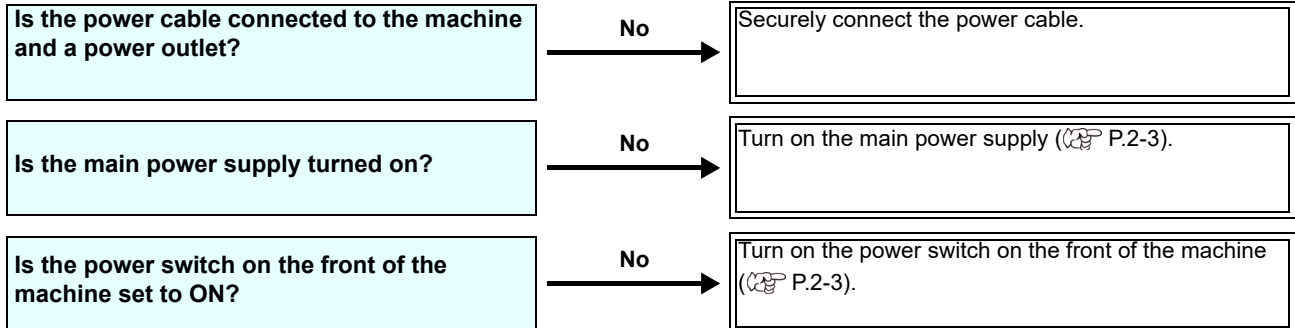 Is the power cable connected to the machine
and a power outlet?
No
Securely connect the power cable.
Is the main power supply turned on?
No
Turn on the main power supply ( P.2-3).
Is the power switch on the front of the
machine set to ON?
No
Turn on the power switch on the front of the machine
( P.2-3).